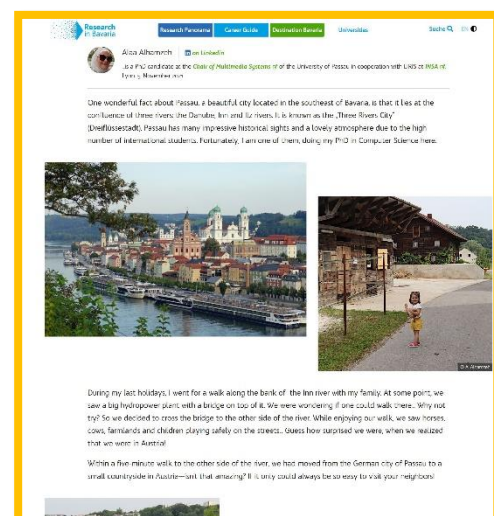 Research
in Bavaria
Research Panorama Career Guide Destination Bavaria Universities Suche EN
Alaa Alhamzeh on LinkedIn
is a PhD candidate at the Chair of Multimedia Systems of the University of Passau in cooperation with LIRIS at INSA of
Lyon, November 2021
One wonderful fact about Passau, a beautiful city located in the southeast of Bavaria, is that it lies at the
confluence of three rivers: the Danube, Inn and Ilz rivers. It is known as the „Three Rivers City“
(Dreiflüssestadt). Passau has many impressive historical sights and a lovely atmosphere due to the high
number of international students. Fortunately, I am one of them, doing my PhD in Computer Science here.
© A. Alhamzeh
During my last holidays, I went for a walk along the bank of the Inn river with my family. At some point, we
saw a big hydropower plant with a bridge on top of it. We were wondering if one could walk there.. Why not
try? So we decided to cross the bridge to the other side of the river. While enjoying our walk, we saw horses,
cows, farmlands and children playing safely on the streets.. Guess how surprised we were, when we realized
that we were in Austria!
Within a five-minute walk to the other side of the river, we had moved from the German city of Passau to a
small countryside in Austria—isn't that amazing? If it only could always be so easy to visit your neighbors!